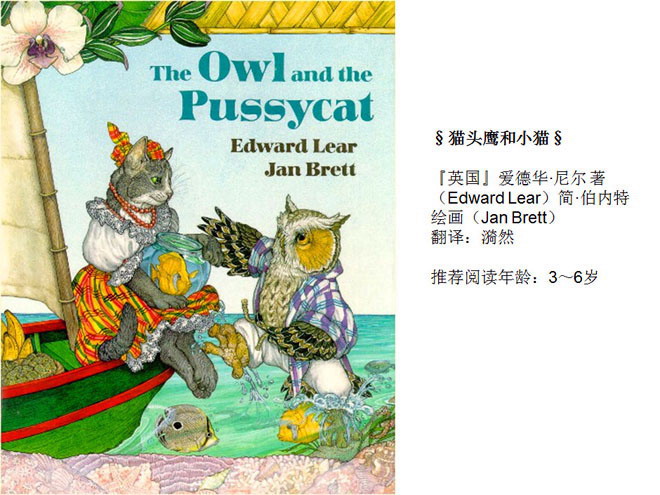 The Owl and the
Pussycat
Edward Lear
Jan Brett
§猫头鹰和小猫§
『英国』爱德华·尼尔 著
（Edward Lear）简·伯内特
绘画（Jan Brett）
翻译：漪然
推荐阅读年龄：3～6岁